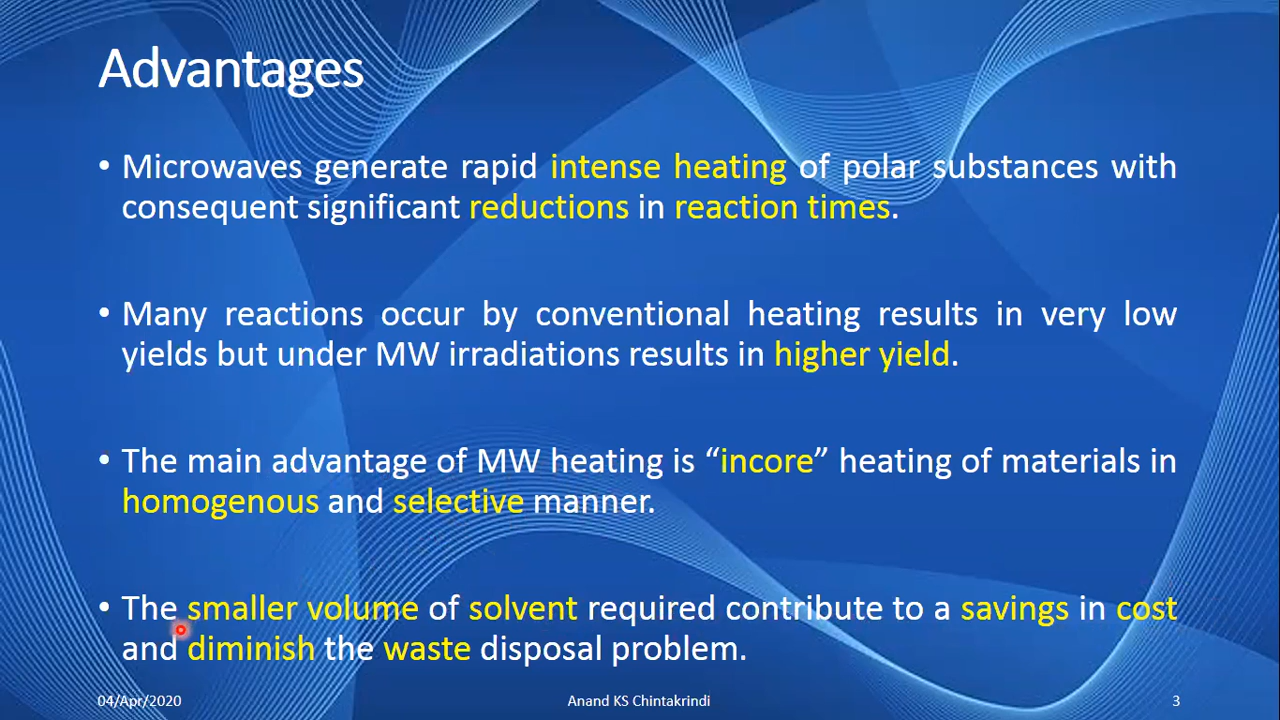 Advantages
• Microwaves generate rapid intense heating of polar substances with
consequent significant reductions in reaction times.
• Many reactions occur by conventional heating results in very low
yields but under MW irradiations results in higher yield.
• The main advantage of MW heating is “incore” heating of materials in
homogenous and selective manner.
• The smaller volume of solvent required contribute to a savings in cost
and diminish the waste disposal problem.
04/Apr/2020 Anand KS Chintakrindi 3